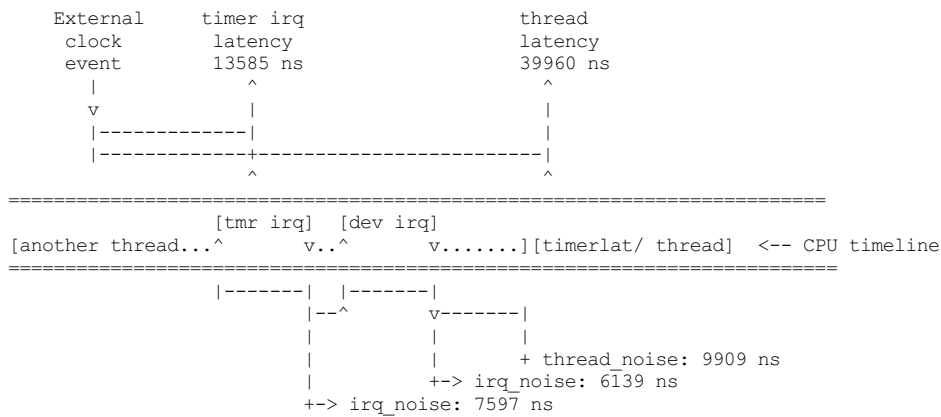 External     timer irq                   thread
     clock        latency                    latency
     event        13585 ns                   39960 ns
       |             ^                         ^
       v             |                         |
       |-------------|                         |
       |-------------+-------------------------|
                     ^                         ^
========================================================================
                  [tmr irq]  [dev irq]
[another thread...^       v..^       v.......][timerlat/ thread]  <-- CPU timeline
=========================================================================
                  |-------|  |-------|
                          |--^       v-------|
                          |          |       |
                          |          |       + thread_noise: 9909 ns
                          |          +-> irq_noise: 6139 ns
                          +-> irq_noise: 7597 ns